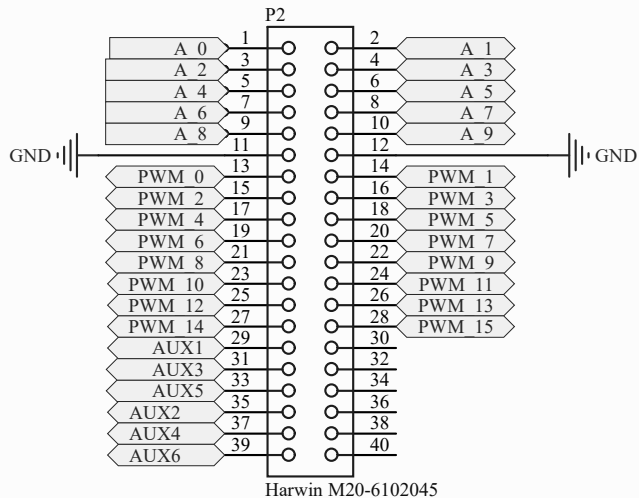 P2
A_0 1 2 A_1
A_2 3 4 A_3
A_4 5 6 A_5
A_6 7 8 A_7
A_8 9 10 A_9
GND 11 12 GND
PWM_0 13 14 PWM_1
PWM_2 15 16 PWM_3
PWM_4 17 18 PWM_5
PWM_6 19 20 PWM_7
PWM_8 21 22 PWM_9
PWM_10 23 24 PWM_11
PWM_12 25 26 PWM_13
PWM_14 27 28 PWM_15
AUX1 29 30
AUX3 31 32
AUX5 33 34
AUX2 35 36
AUX4 37 38
AUX6 39 40
Harwin M20-6102045